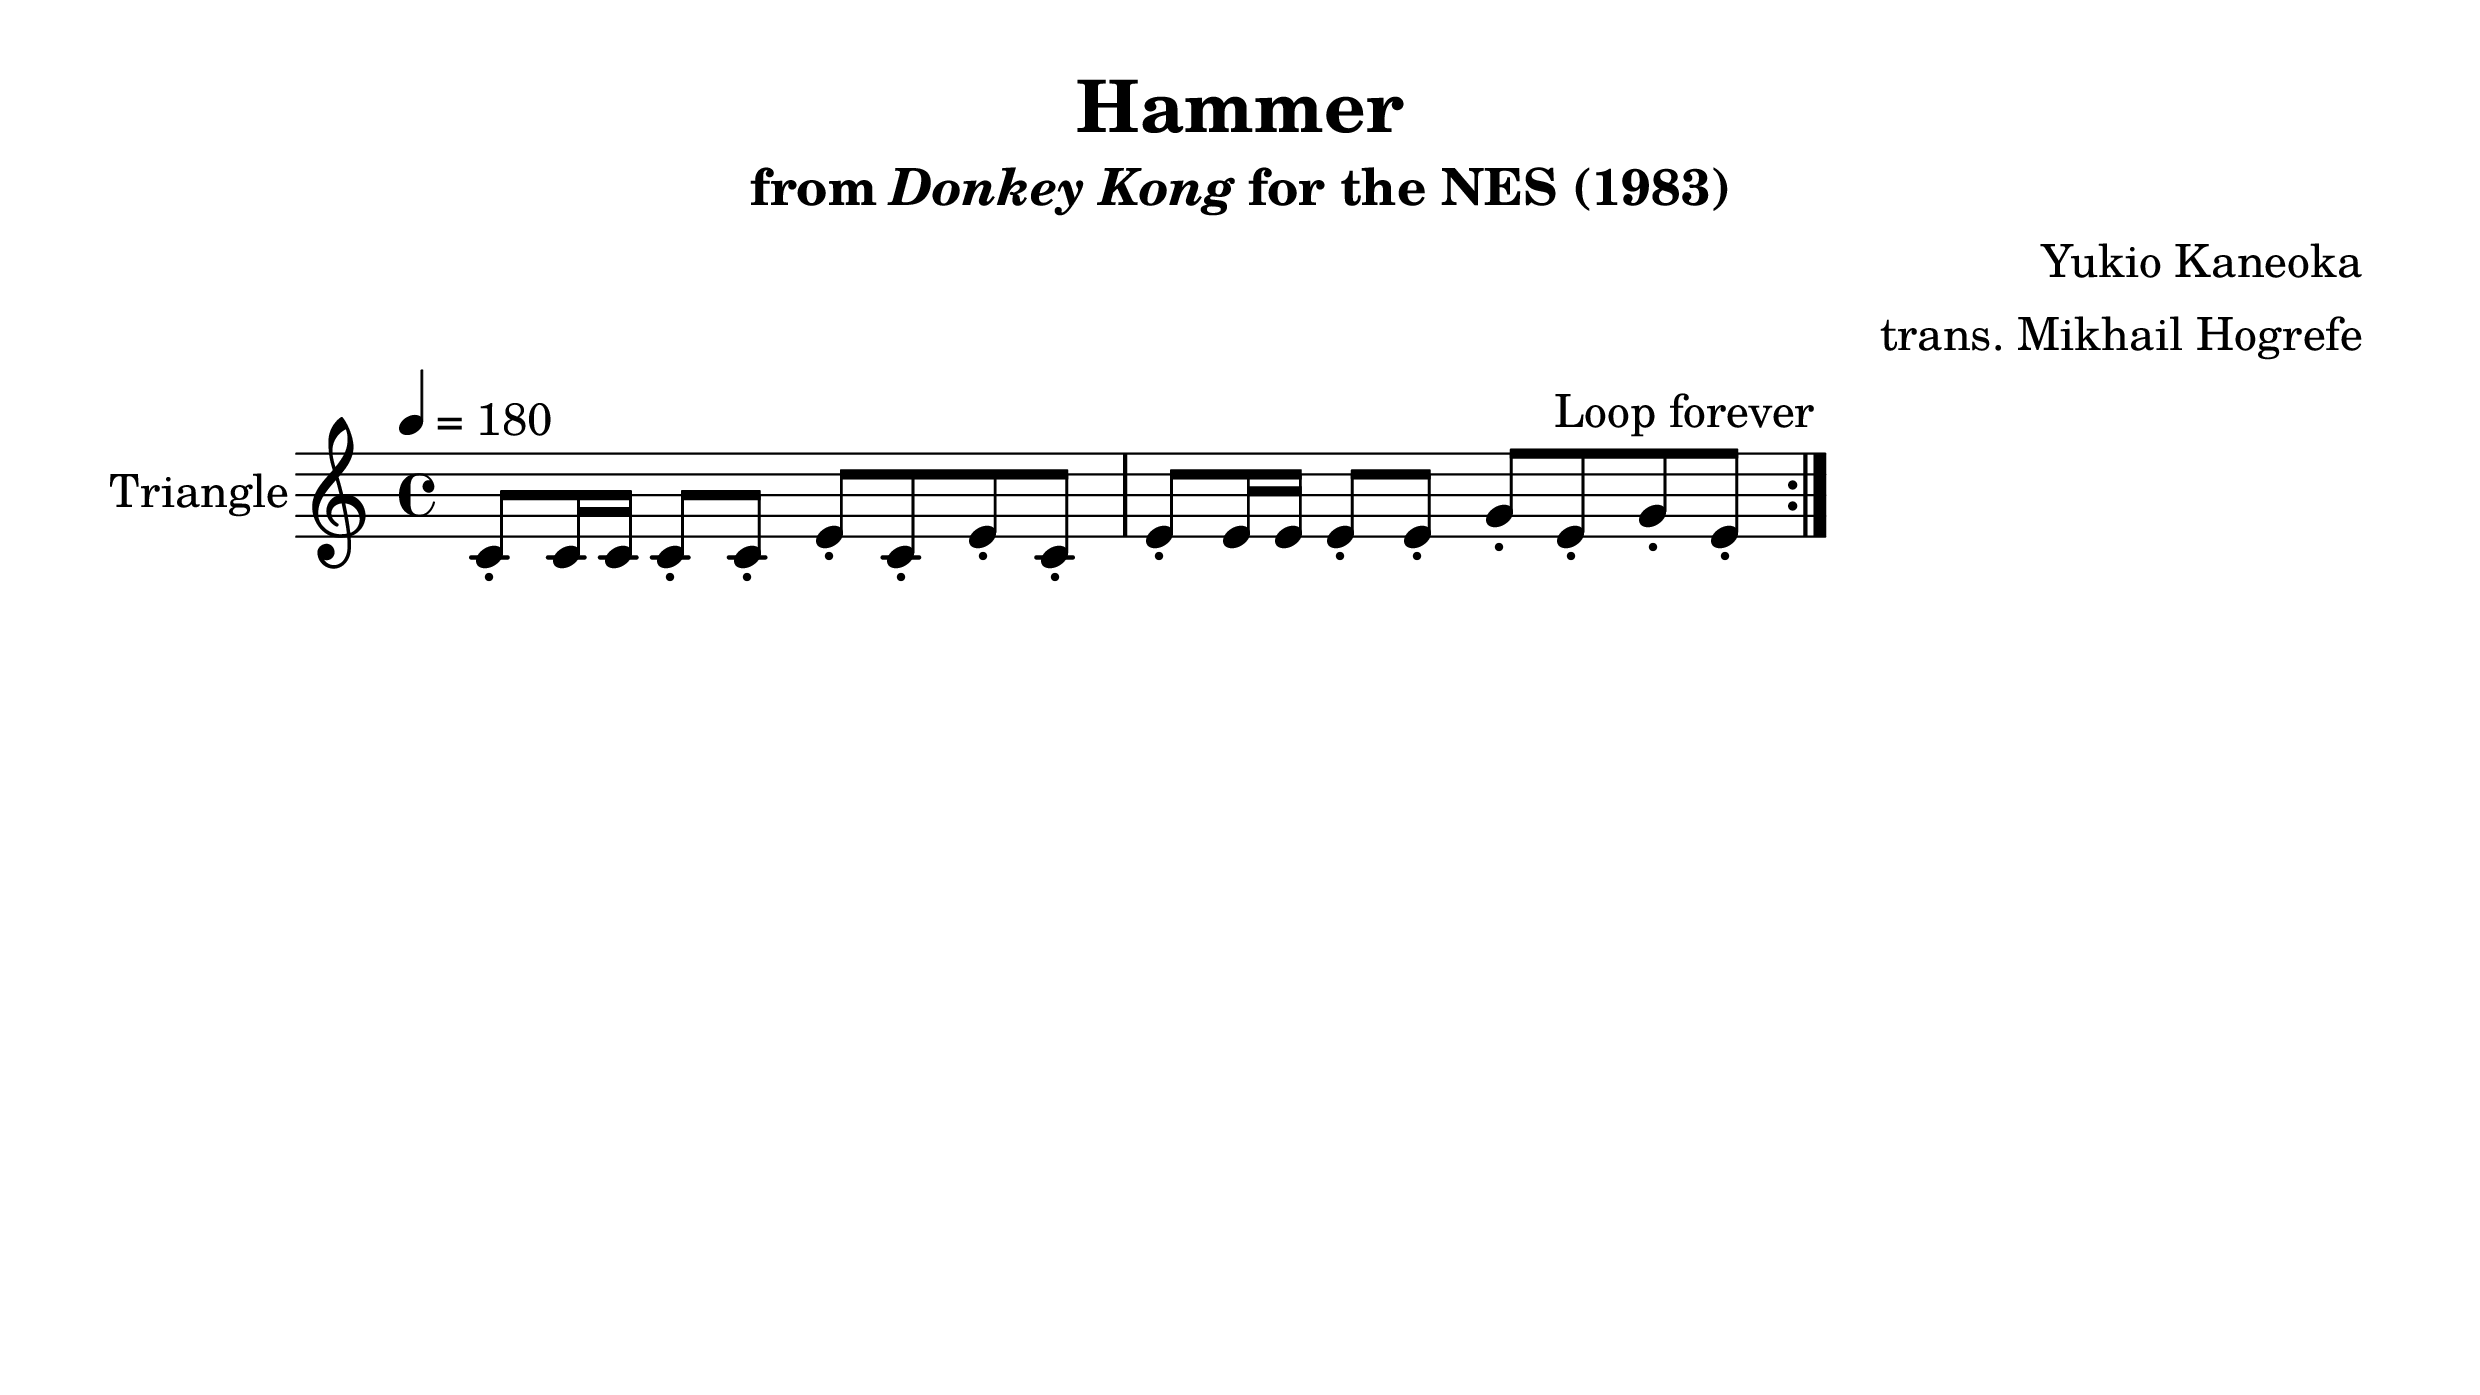 Hammer
from Donkey Kong for the NES (1983)
Yukio Kaneoka
trans. Mikhail Hogrefe
= 180
Loop forever
Triangle